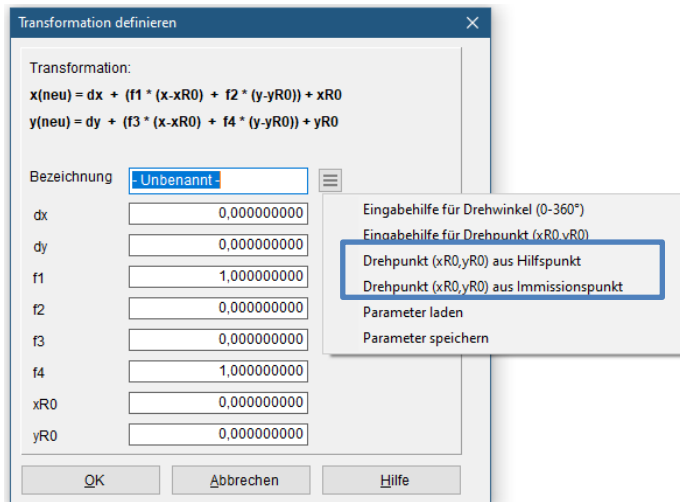 Transformation definieren
Transformation:
x(neu) = dx + (f1 * (x-xR0) + f2 * (y-yR0)) + xR0
y(neu) = dy + (f3 * (x-xR0) + f4 * (y-yR0)) + yR0
Bezeichnung - Unbenannt -
dx 0,000000000
dy 0,000000000
f1 1,000000000
f2 0,000000000
f3 0,000000000
f4 1,000000000
xR0 0,000000000
yR0 0,000000000
Eingabehilfe für Drehwinkel (0-360°)
Eingabehilfe für Drehpunkt (xR0,yR0)
Drehpunkt (xR0,yR0) aus Hilfspunkt
Drehpunkt (xR0,yR0) aus Immissionspunkt
Parameter laden
Parameter speichern
OK Abbrechen Hilfe